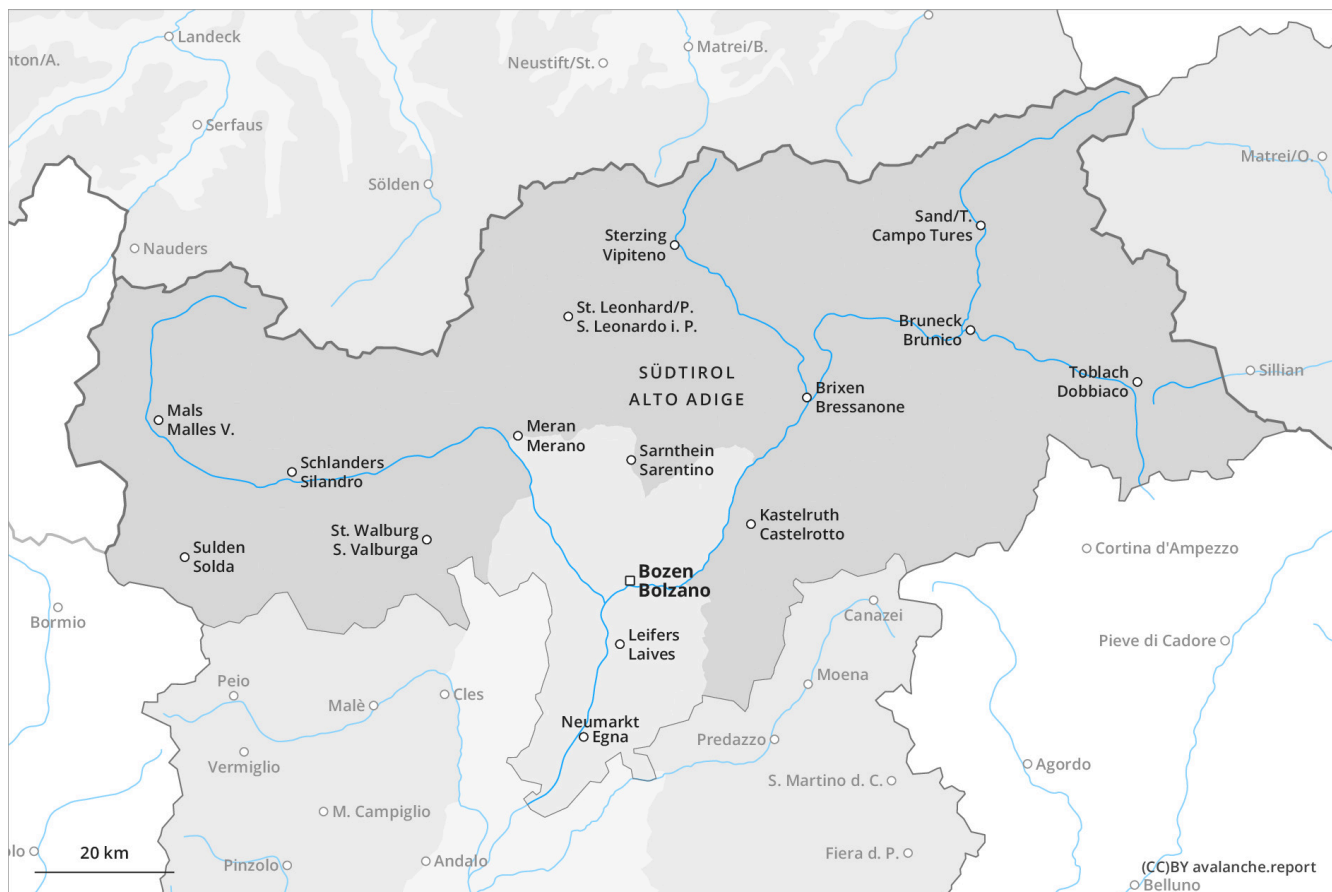 Landeck
nton/A.
Matrei/B.
Neustift/St.
Serfaus
Matrei/O.
Sölden
Sand/T.
Campo Tures
Sterzing
Vipiteno
Nauders
St. Leonhard/P.
S. Leonardo i. P.
Bruneck
Brunico
SÜDTIROL
ALTO ADIGE
Toblach
Dobbiaco
Sillian
Brixen
Bressanone
Mals
Malles V.
Meran
Merano
Sarnthein
Sarentino
Schlanders
Silandro
Kastelruth
Castelrotto
St. Walburg
S. Valburga
Sulden
Solda
Cortina d'Ampezzo
Bozen
Bolzano
Bormio
Canazei
Leifers
Laives
Pieve di Cadore
Peio
Moena
Malè
Cles
Neumarkt
Egna
Predazzo
Vermiglio
Agordo
S. Martino d. C.
M. Campiglio
olo
20 km
Pinzolo
Andalo
Fiera d. P.
(CC)BY avalanche.report
Belluno